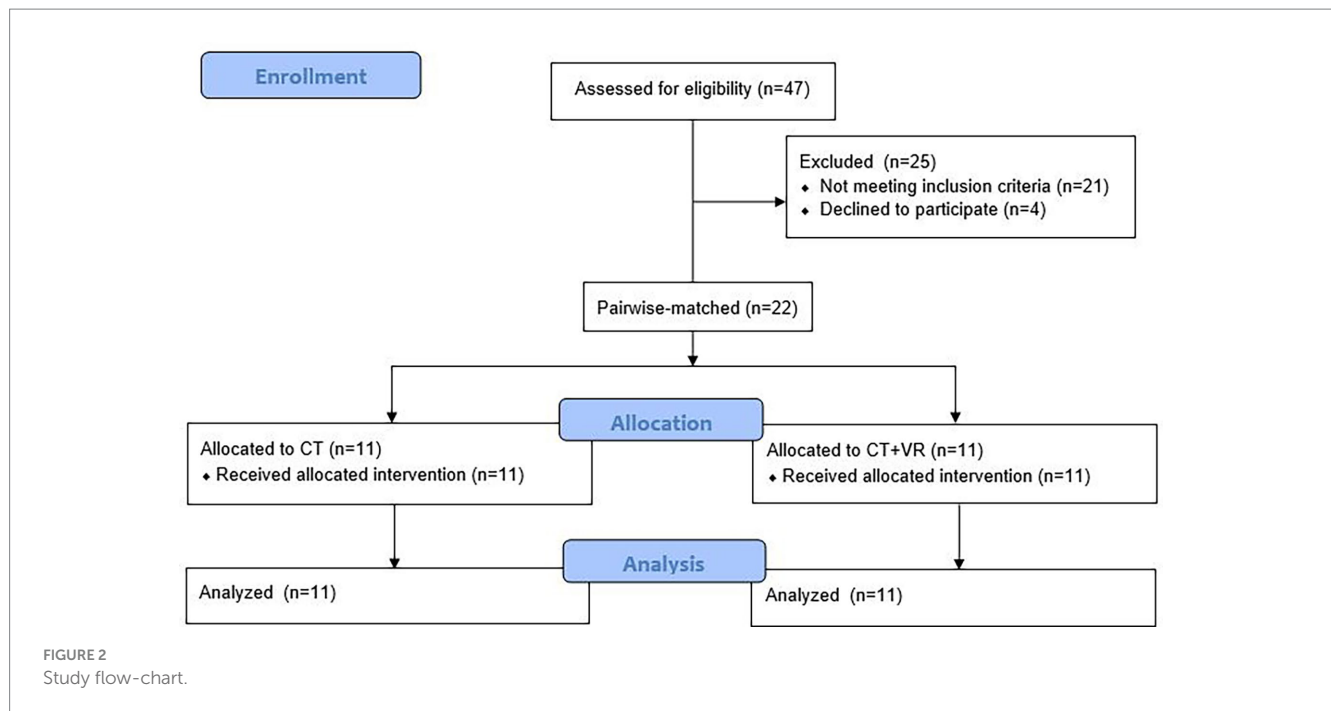 Enrollment
Assessed for eligibility (n=47)
Excluded (n=25)
⬥ Not meeting inclusion criteria (n=21)
⬥ Declined to participate (n=4)
Pairwise-matched (n=22)
Allocation
Allocated to CT (n=11)
⬥ Received allocated intervention (n=11)
Allocated to CT+VR (n=11)
⬥ Received allocated intervention (n=11)
Analysis
Analyzed (n=11)
Analyzed (n=11)
FIGURE 2
Study flow-chart.